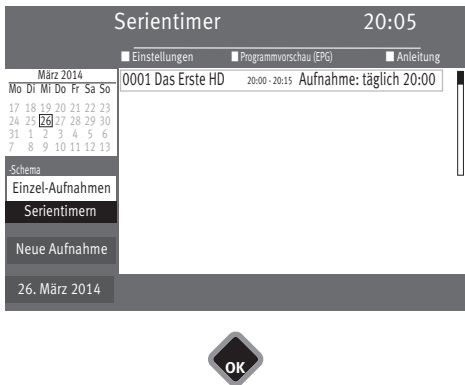 Serientimer 20:05
Einstellungen Programmvorschau (EPG) Anleitung
März 2014
Mo Di Mi Do Fr Sa So
17 18 19 20 21 22 23
24 25 26 27 28 29 30
31 1 2 3 4 5 6
7 8 9 10 11 12 13
0001 Das Erste HD 20:00 - 20:15 Aufnahme: täglich 20:00
-Schema
Einzel-Aufnahmen
Serientimern
Neue Aufnahme
26. März 2014
OK